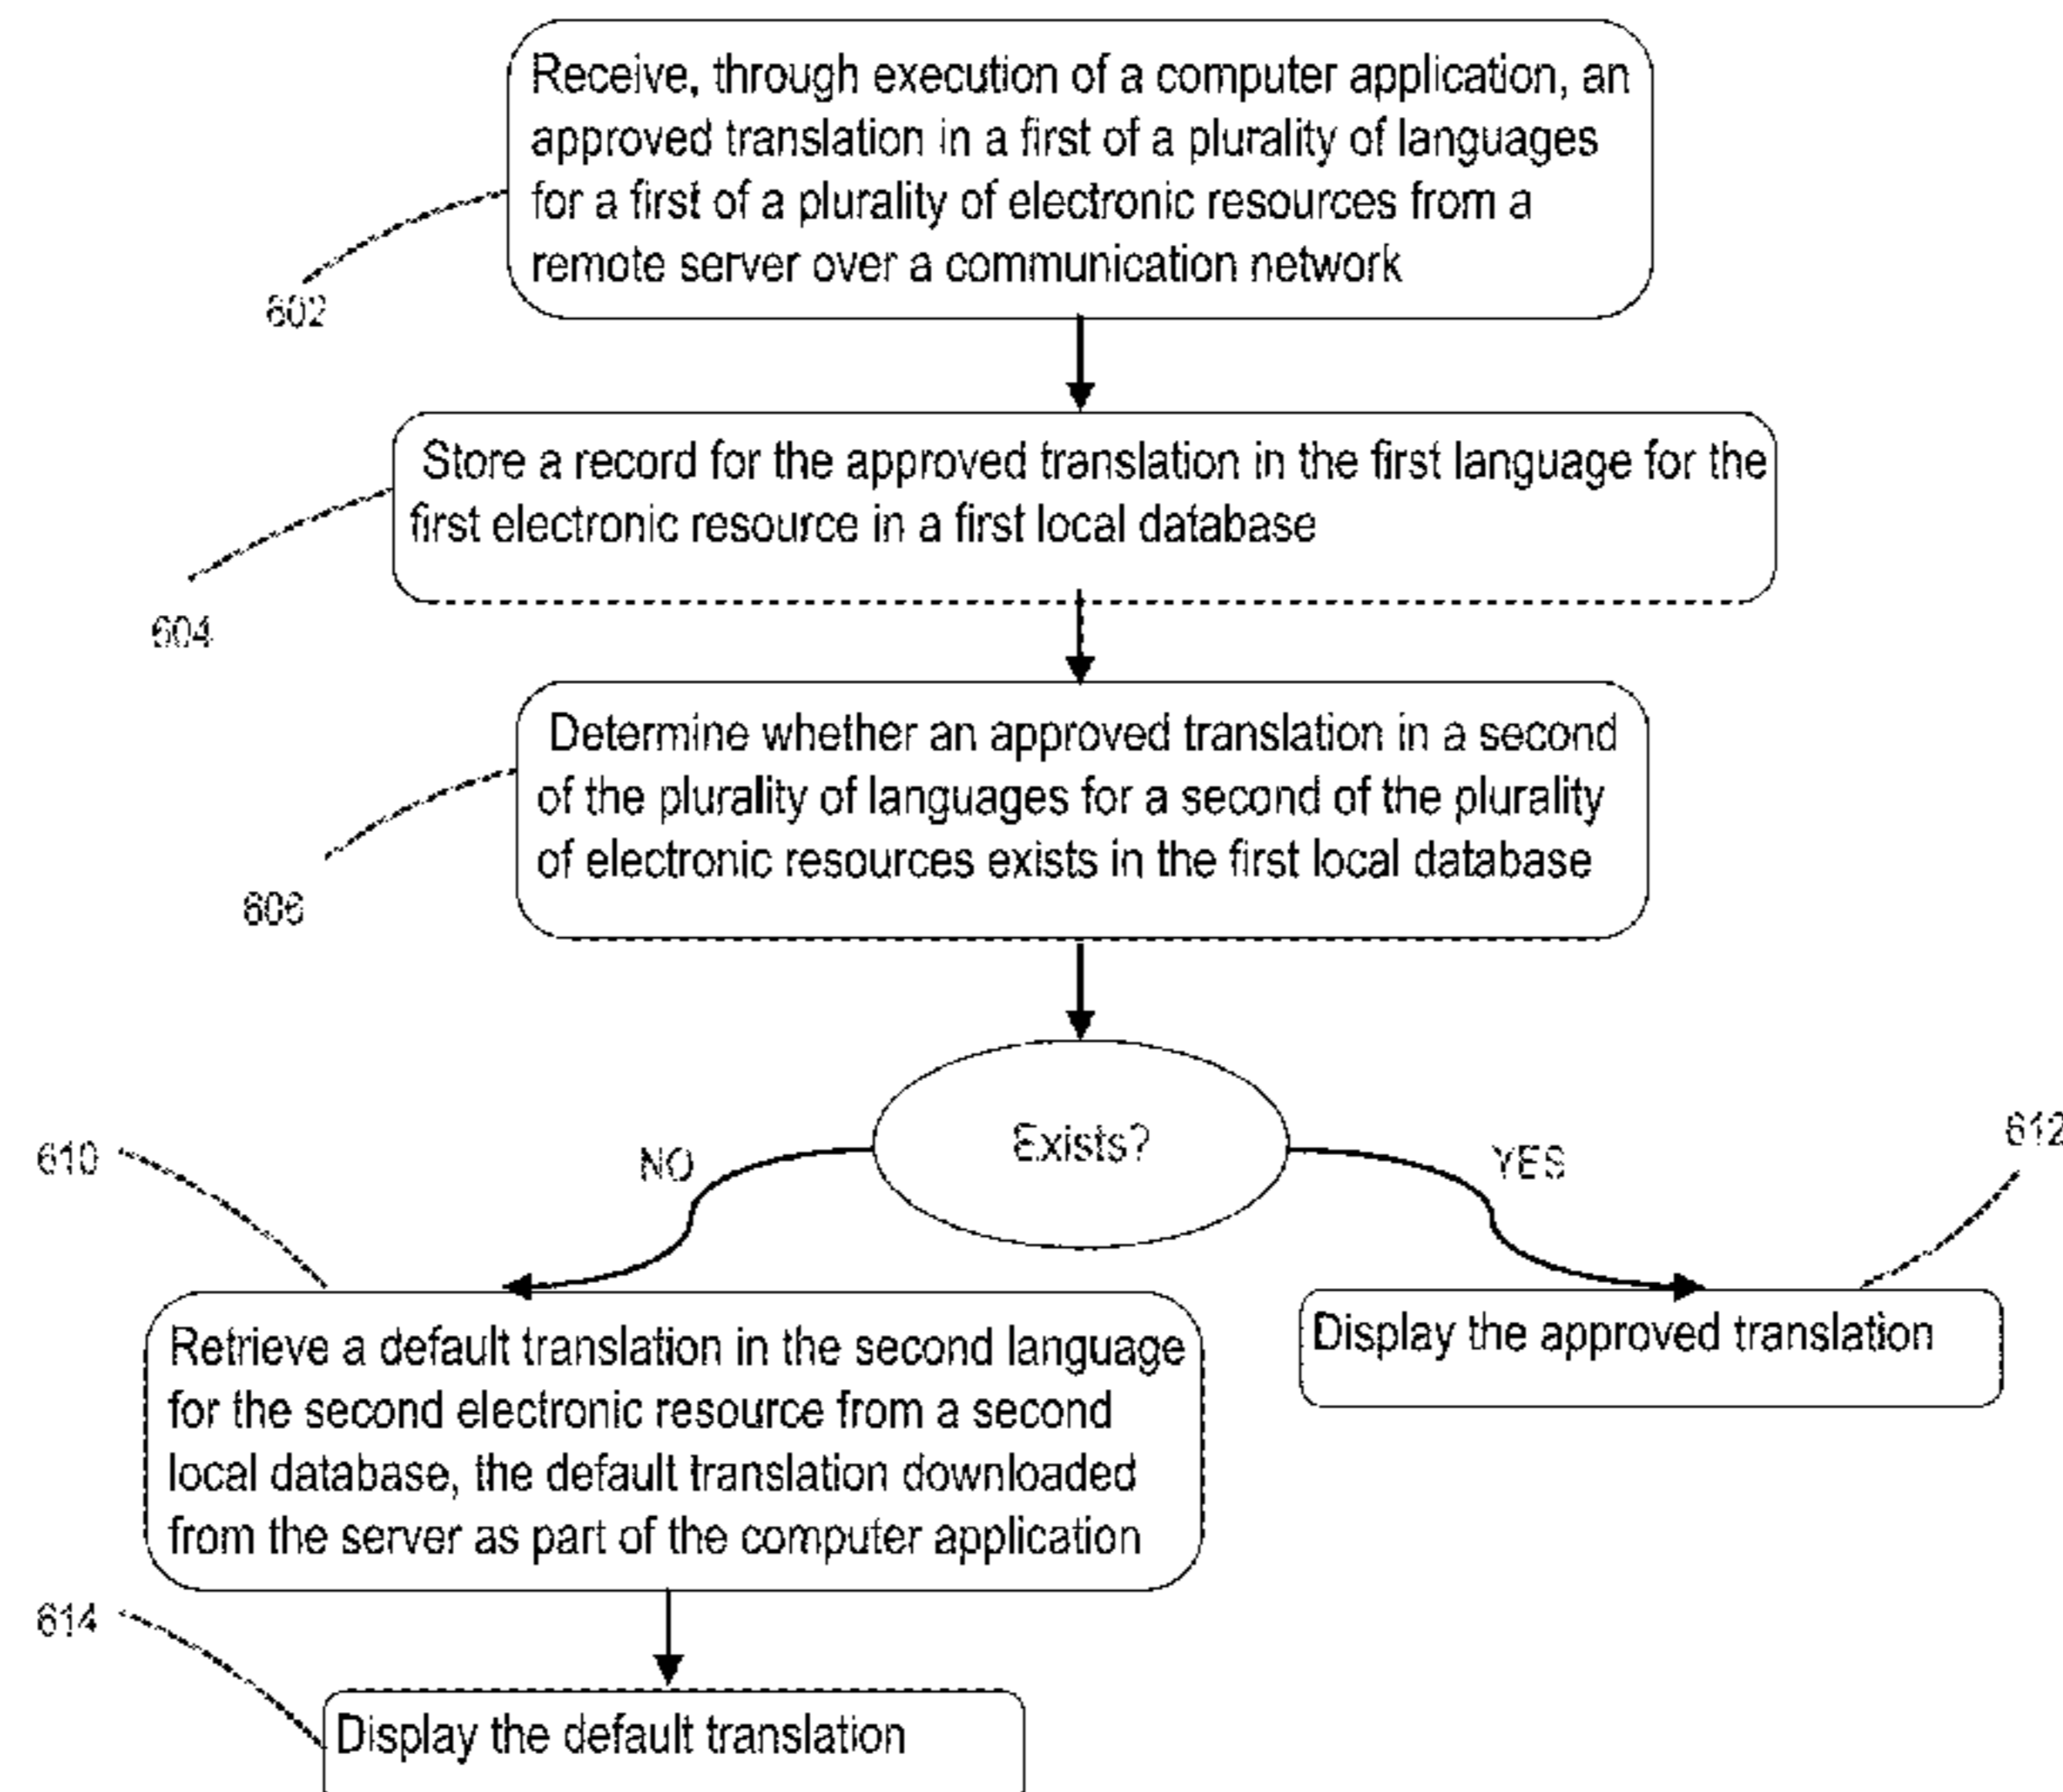 Receive, through execution of a computer application, an
approved translation in a first of a plurality of languages
for a first of a plurality of electronic resources from a
remote server over a communication network
602
Store a record for the approved translation in the first language for the
first electronic resource in a first local database
604
Determine whether an approved translation in a second
of the plurality of languages for a second of the plurality
of electronic resources exists in the first local database
606
Exists?
NO
YES
610
612
Retrieve a default translation in the second language
for the second electronic resource from a second
local database, the default translation downloaded
from the server as part of the computer application
Display the approved translation
614
Display the default translation